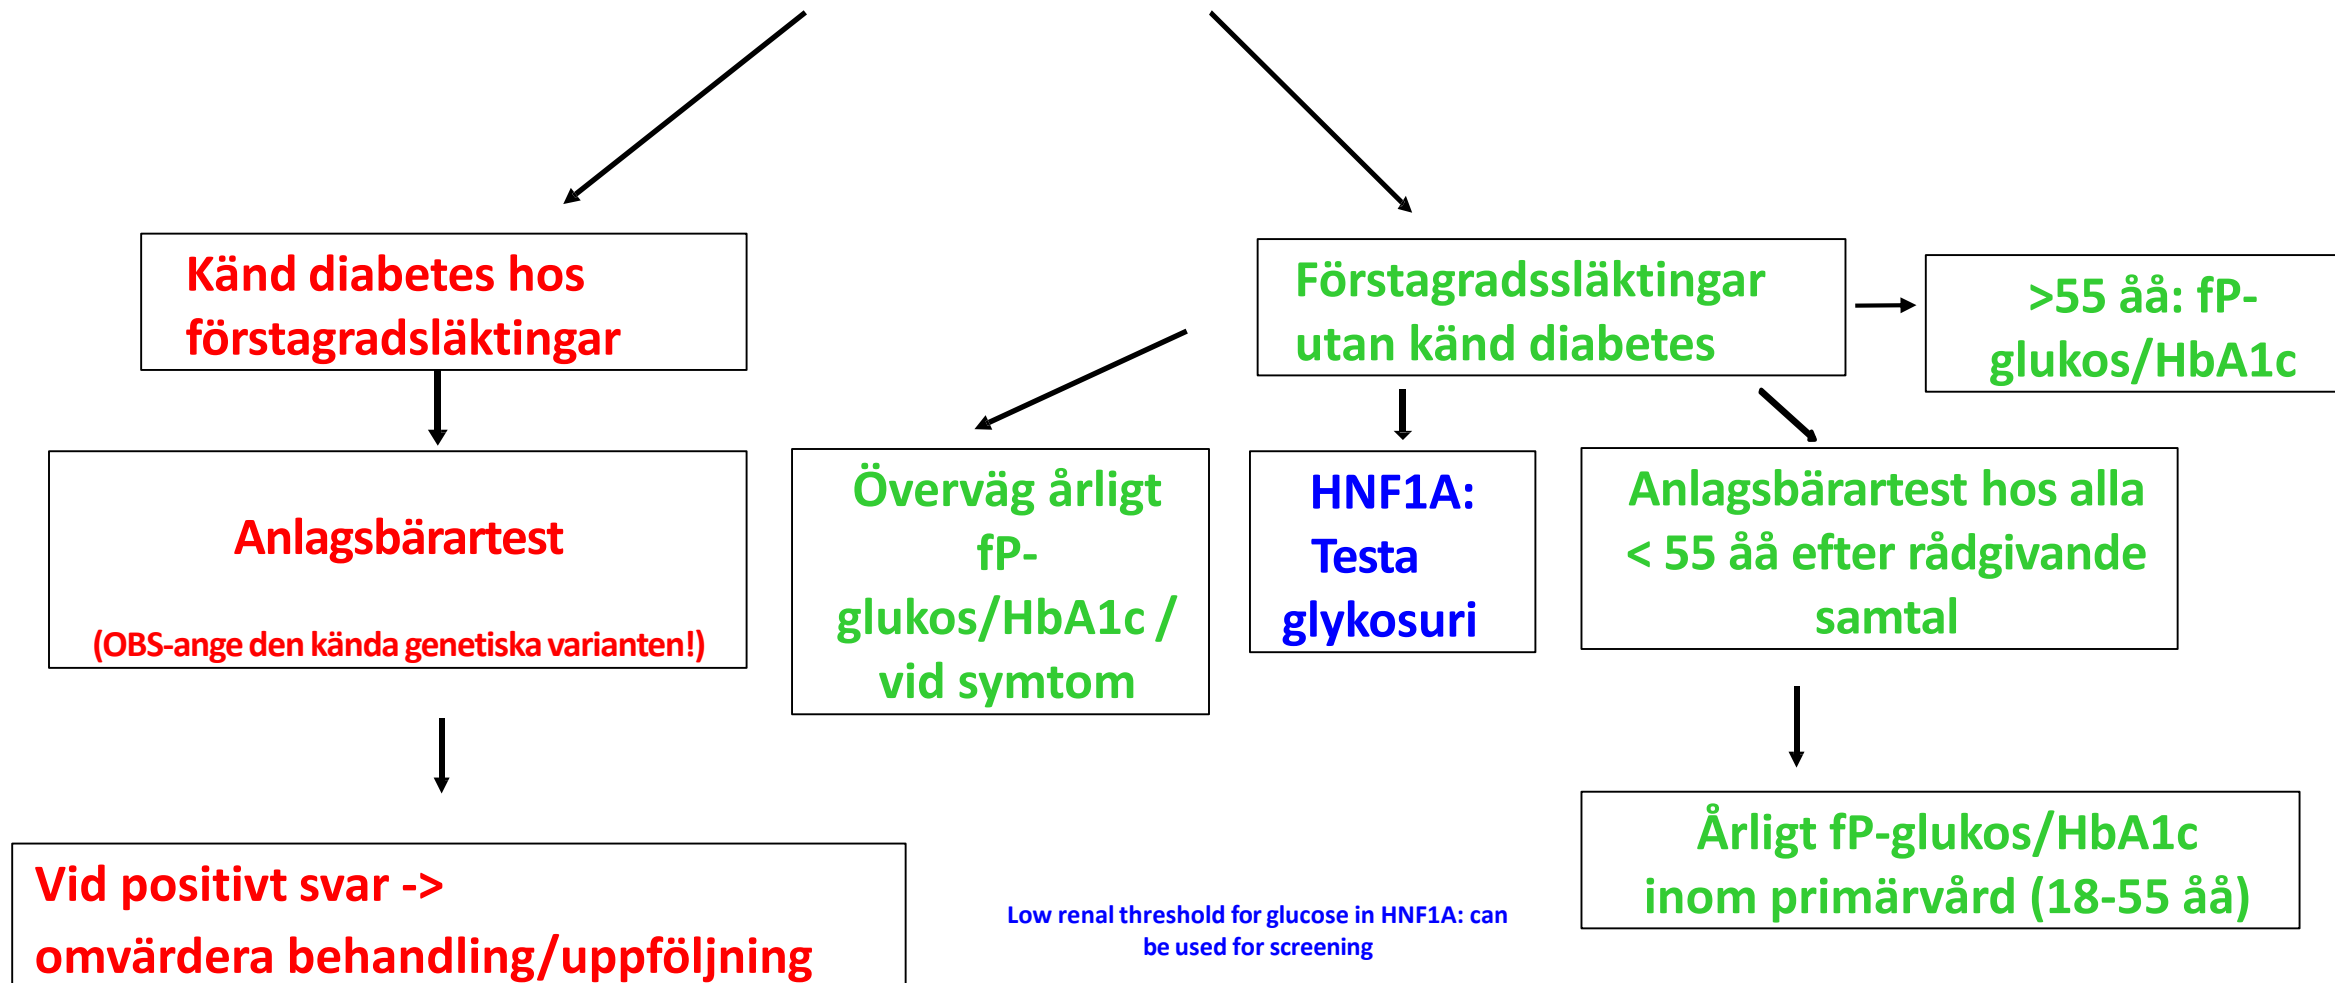 Känd diabetes hos
förstagradsläktingar
Förstagradssläktingar
utan känd diabetes
>55 åå: fP-
glukos/HbA1c
Anlagsbärartest
(OBS-ange den kända genetiska varianten!)
Överväg årligt
fP-
glukos/HbA1c /
vid symtom
HNF1A:
Testa
glykosuri
Anlagsbärartest hos alla
< 55 åå efter rådgivande
samtal
Vid positivt svar ->
omvärdera behandling/uppföljning
Low renal threshold for glucose in HNF1A: can
be used for screening
Årligt fP-glukos/HbA1c
inom primärvård (18-55 åå)